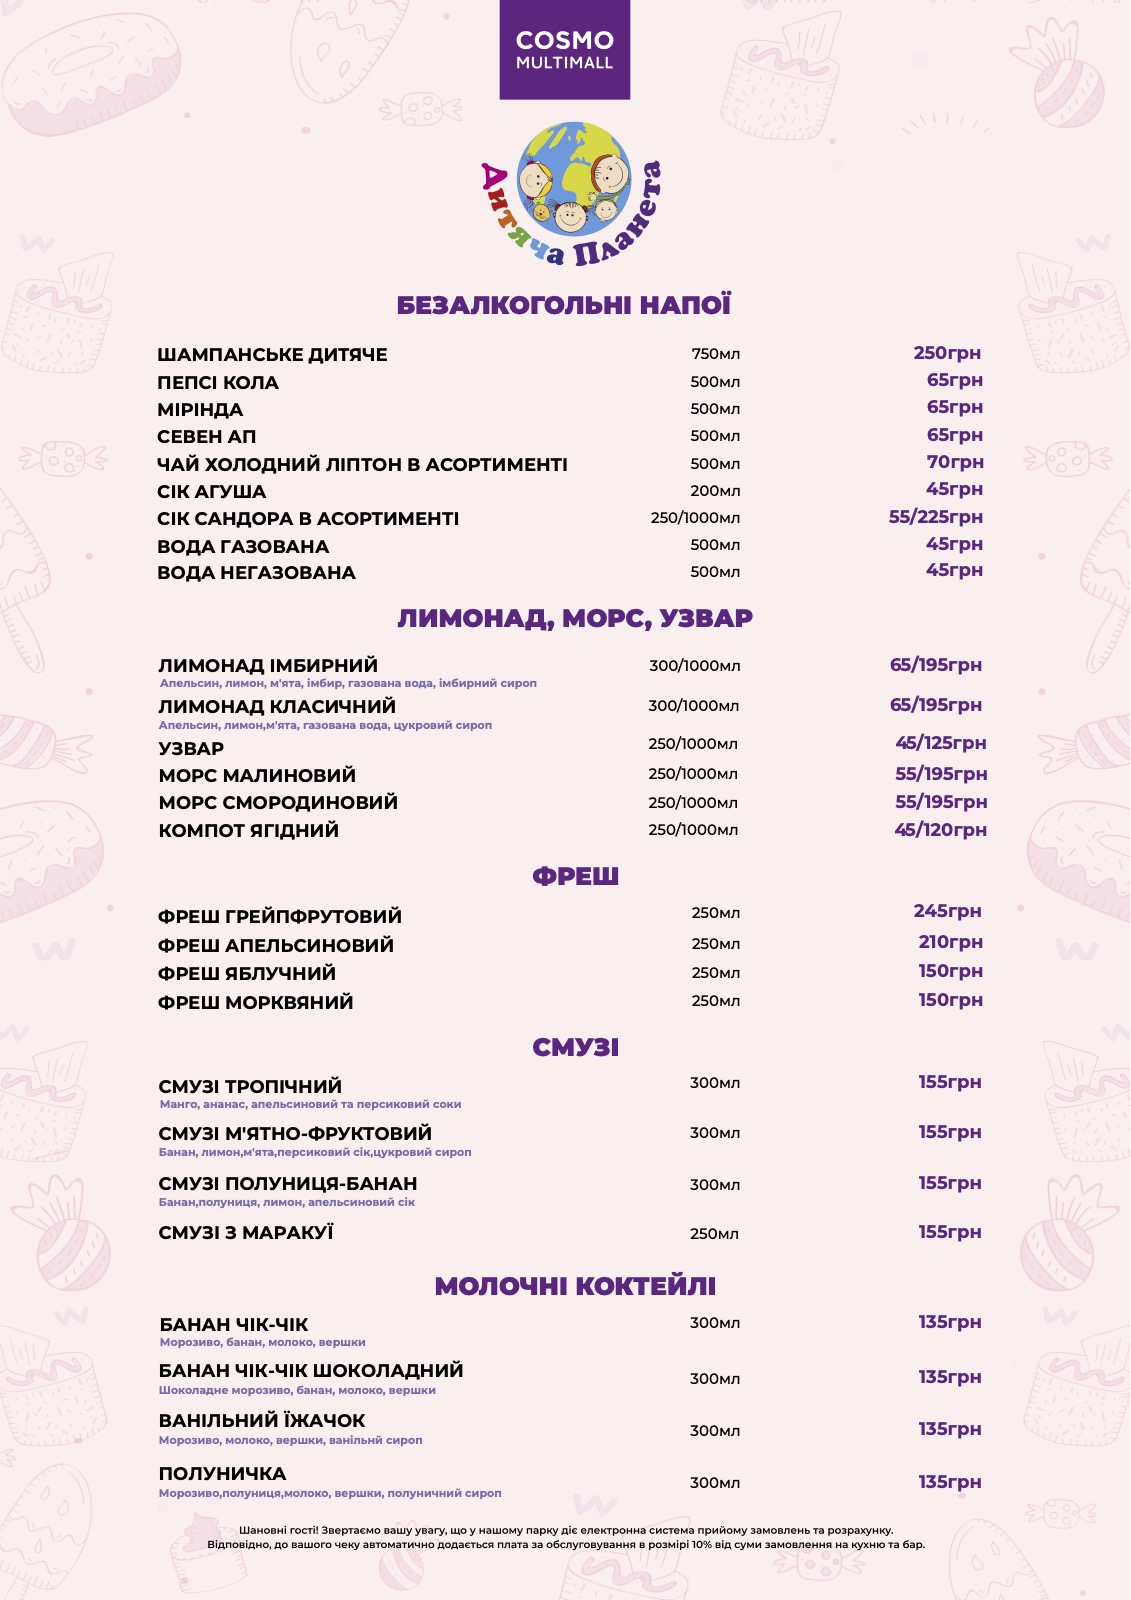 COSMO
MULTIMALL
Дитяча Планета
БЕЗАЛКОГОЛЬНІ НАПОЇ
ШАМПАНСЬКЕ ДИТЯЧЕ 750мл 250грн
ПЕПСІ КОЛА 500мл 65грн
МІРІНДА 500мл 65грн
СЕВЕН АП 500мл 65грн
ЧАЙ ХОЛОДНИЙ ЛІПТОН В АСОРТИМЕНТІ 500мл 70грн
СІК АГУША 200мл 45грн
СІК САНДОРА В АСОРТИМЕНТІ 250/1000мл 55/225грн
ВОДА ГАЗОВАНА 500мл 45грн
ВОДА НЕГАЗОВАНА 500мл 45грн
ЛИМОНАД, МОРС, УЗВАР
ЛИМОНАД ІМБИРНИЙ 300/1000мл 65/195грн
Апельсин, лимон, м'ята, імбир, газована вода, імбирний сироп
ЛИМОНАД КЛАСИЧНИЙ 300/1000мл 65/195грн
Апельсин, лимон,м'ята, газована вода, цукровий сироп
УЗВАР 250/1000мл 45/125грн
МОРС МАЛИНОВИЙ 250/1000мл 55/195грн
МОРС СМОРОДИНОВИЙ 250/1000мл 55/195грн
КОМПОТ ЯГІДНИЙ 250/1000мл 45/120грн
ФРЕШ
ФРЕШ ГРЕЙПФРУТОВИЙ 250мл 245грн
ФРЕШ АПЕЛЬСИНОВИЙ 250мл 210грн
ФРЕШ ЯБЛУЧНИЙ 250мл 150грн
ФРЕШ МОРКВЯНИЙ 250мл 150грн
СМУЗІ
СМУЗІ ТРОПІЧНИЙ 300мл 155грн
Манго, ананас, апельсиновий та персиковий соки
СМУЗІ М'ЯТНО-ФРУКТОВИЙ 300мл 155грн
Банан, лимон,м'ята,персиковий сік,цукровий сироп
СМУЗІ ПОЛУНИЦЯ-БАНАН 300мл 155грн
Банан,полуниця, лимон, апельсиновий сік
СМУЗІ З МАРАКУЇ 250мл 155грн
МОЛОЧНІ КОКТЕЙЛІ
БАНАН ЧІК-ЧІК 300мл 135грн
Морозиво, банан, молоко, вершки
БАНАН ЧІК-ЧІК ШОКОЛАДНИЙ 300мл 135грн
Шоколадне морозиво, банан, молоко, вершки
ВАНІЛЬНИЙ ЇЖАЧОК 300мл 135грн
Морозиво, молоко, вершки, ванільнй сироп
ПОЛУНИЧКА 300мл 135грн
Морозиво,полуниця,молоко, вершки, полуничний сироп
Шановні гості! Звертаємо вашу увагу, що у нашому парку діє електронна система прийому замовлень та розрахунку.
Відповідно, до вашого чеку автоматично додається плата за обслуговування в розмірі 10% від суми замовлення на кухню та бар.